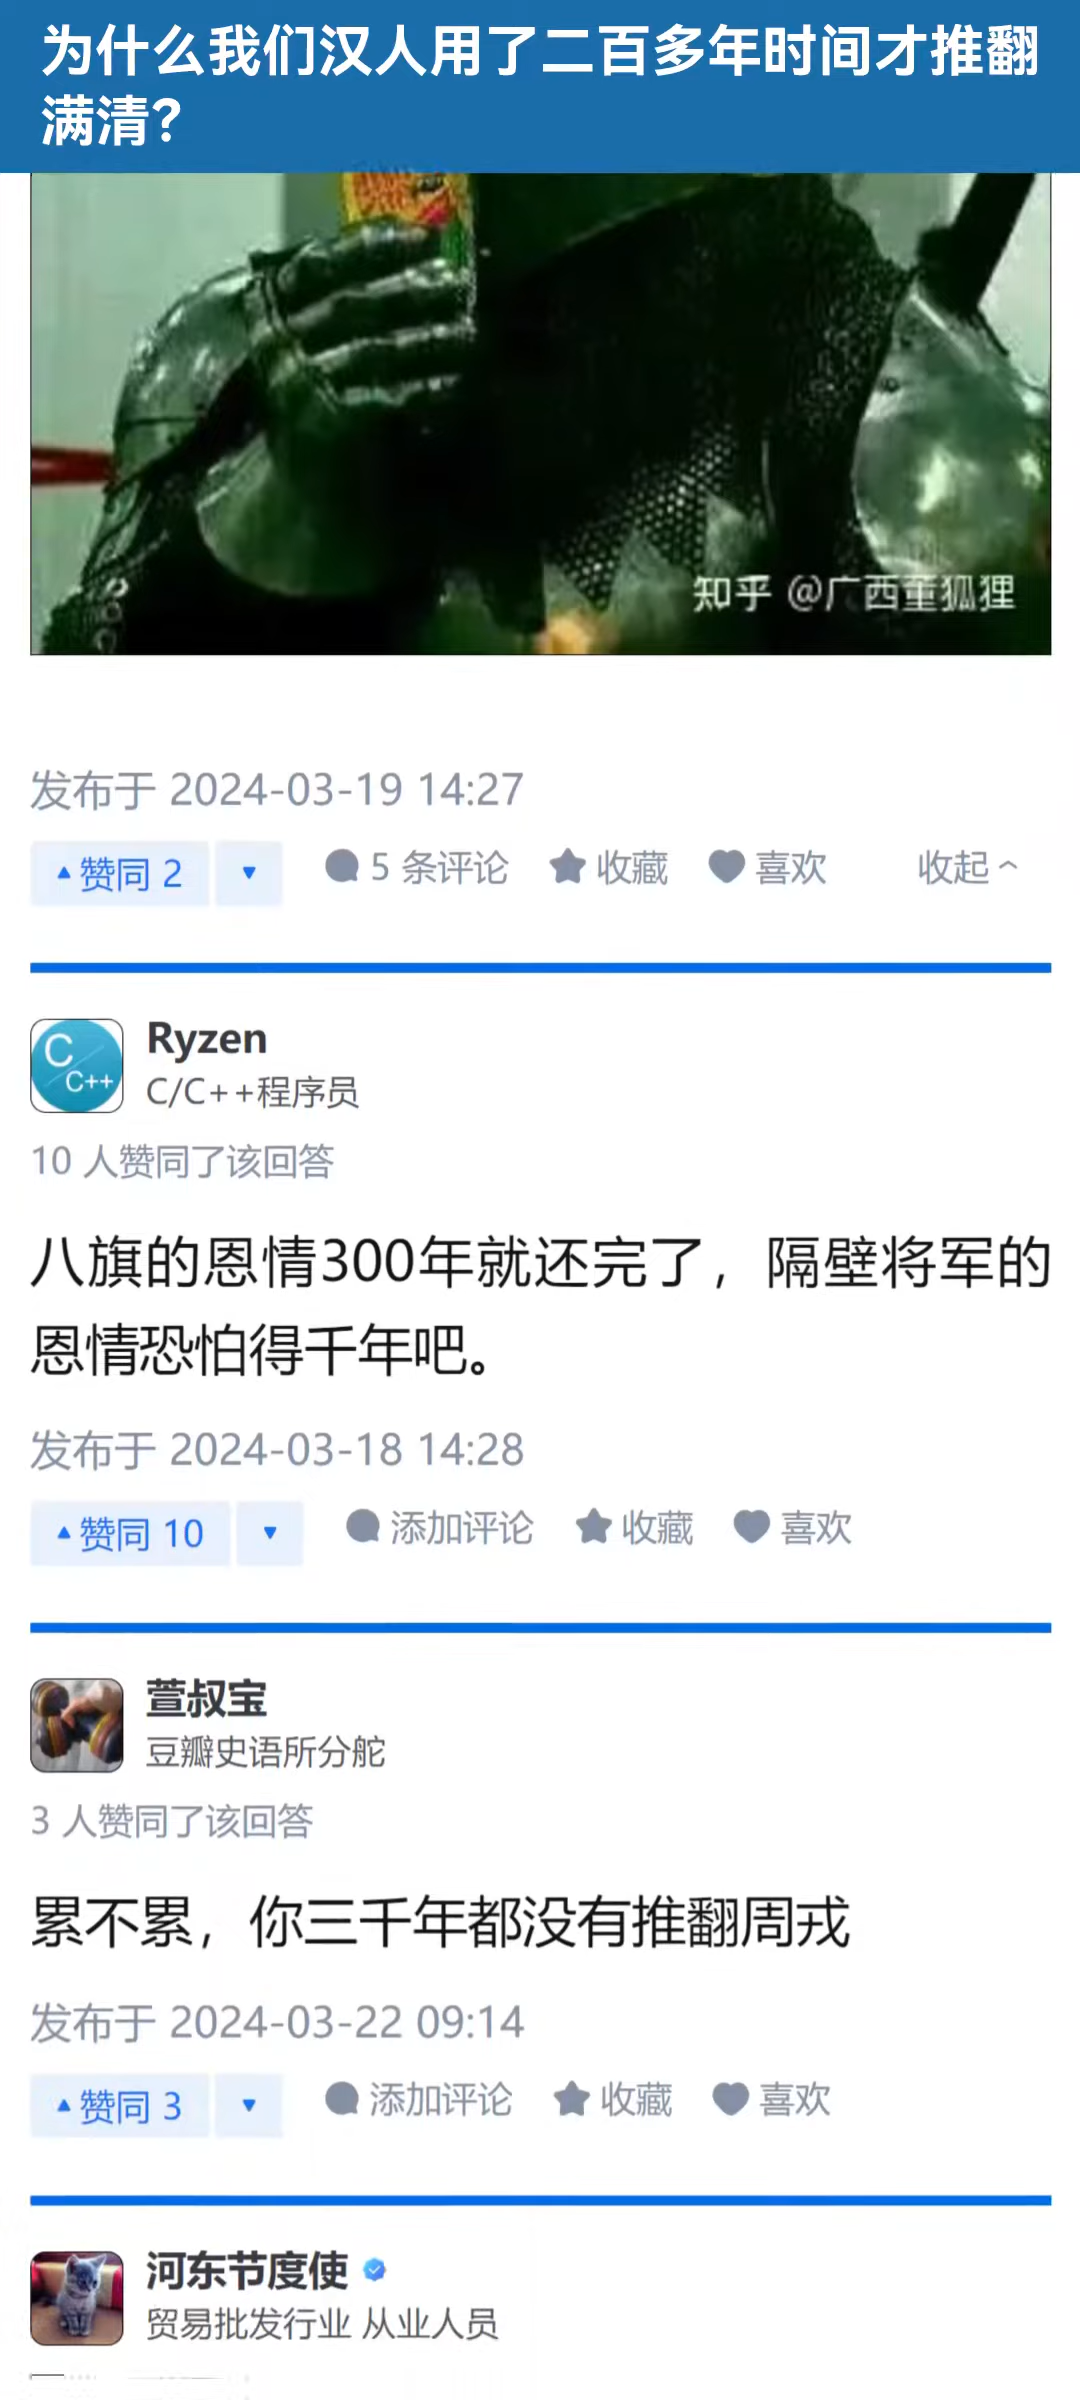 为什么我们汉人用了二百多年时间才推翻
满清?
知乎 @广西董狐狸
发布于 2024-03-19 14:27
赞同 2
5 条评论
收藏
喜欢
收起
C
C++
Ryzen
C/C++程序员
10 人赞同了该回答
八旗的恩情300年就还完了，隔壁将军的
恩情恐怕得千年吧。
发布于 2024-03-18 14:28
赞同 10
添加评论
收藏
喜欢
萱叔宝
豆瓣史语所分舵
3 人赞同了该回答
累不累，你三千年都没有推翻周戎
发布于 2024-03-22 09:14
赞同 3
添加评论
收藏
喜欢
河东节度使
贸易批发行业 从业人员